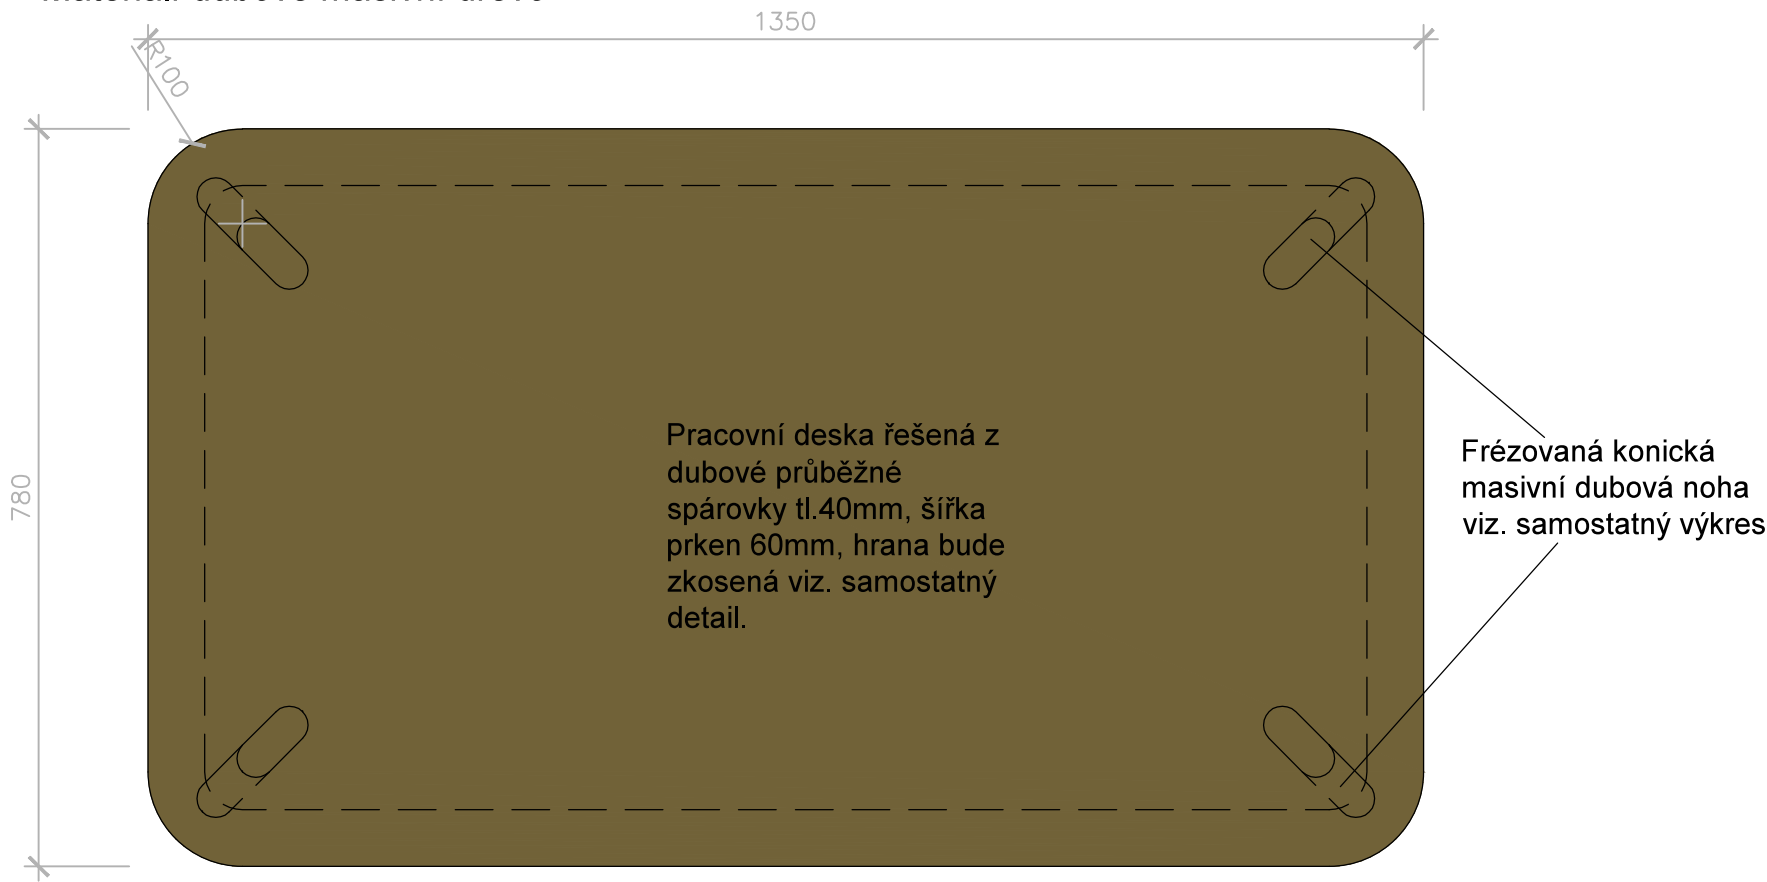 1350
R100
780
Pracovní deska řešená z
dubové průběžné
spárovky tl.40mm, šířka
prken 60mm, hrana bude
zkosená viz. samostatný
detail.
Frézovaná konická
masivní dubová noha
viz. samostatný výkres